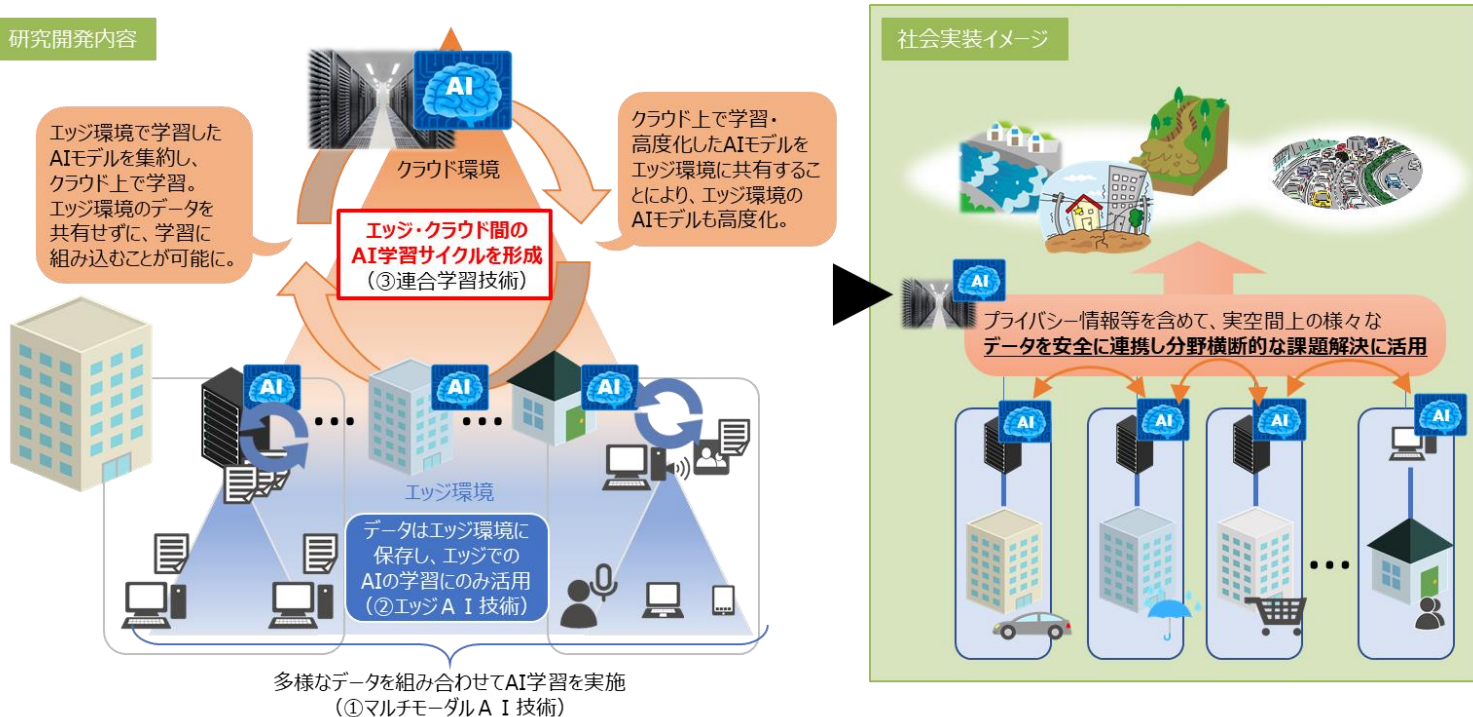 研究開発内容
AI
クラウド環境
エッジ環境で学習した
AIモデルを集約し、
クラウド上で学習。
エッジ環境のデータを
共有せずに、学習に
組み込むことが可能に。
クラウド上で学習・
高度化したAIモデルを
エッジ環境に共有するこ
とにより、エッジ環境の
AIモデルも高度化。
エッジ・クラウド間の
AI学習サイクルを形成
（③連合学習技術）
AI
AI
AI
エッジ環境
データはエッジ環境に
保存し、エッジでの
AIの学習にのみ活用
（②エッジＡＩ技術）
多様なデータを組み合わせてAI学習を実施
（①マルチモーダルＡＩ技術）
社会実装イメージ
AI
プライバシー情報等を含めて、実空間上の様々な
データを安全に連携し分野横断的な課題解決に活用
AI
AI
AI
AI